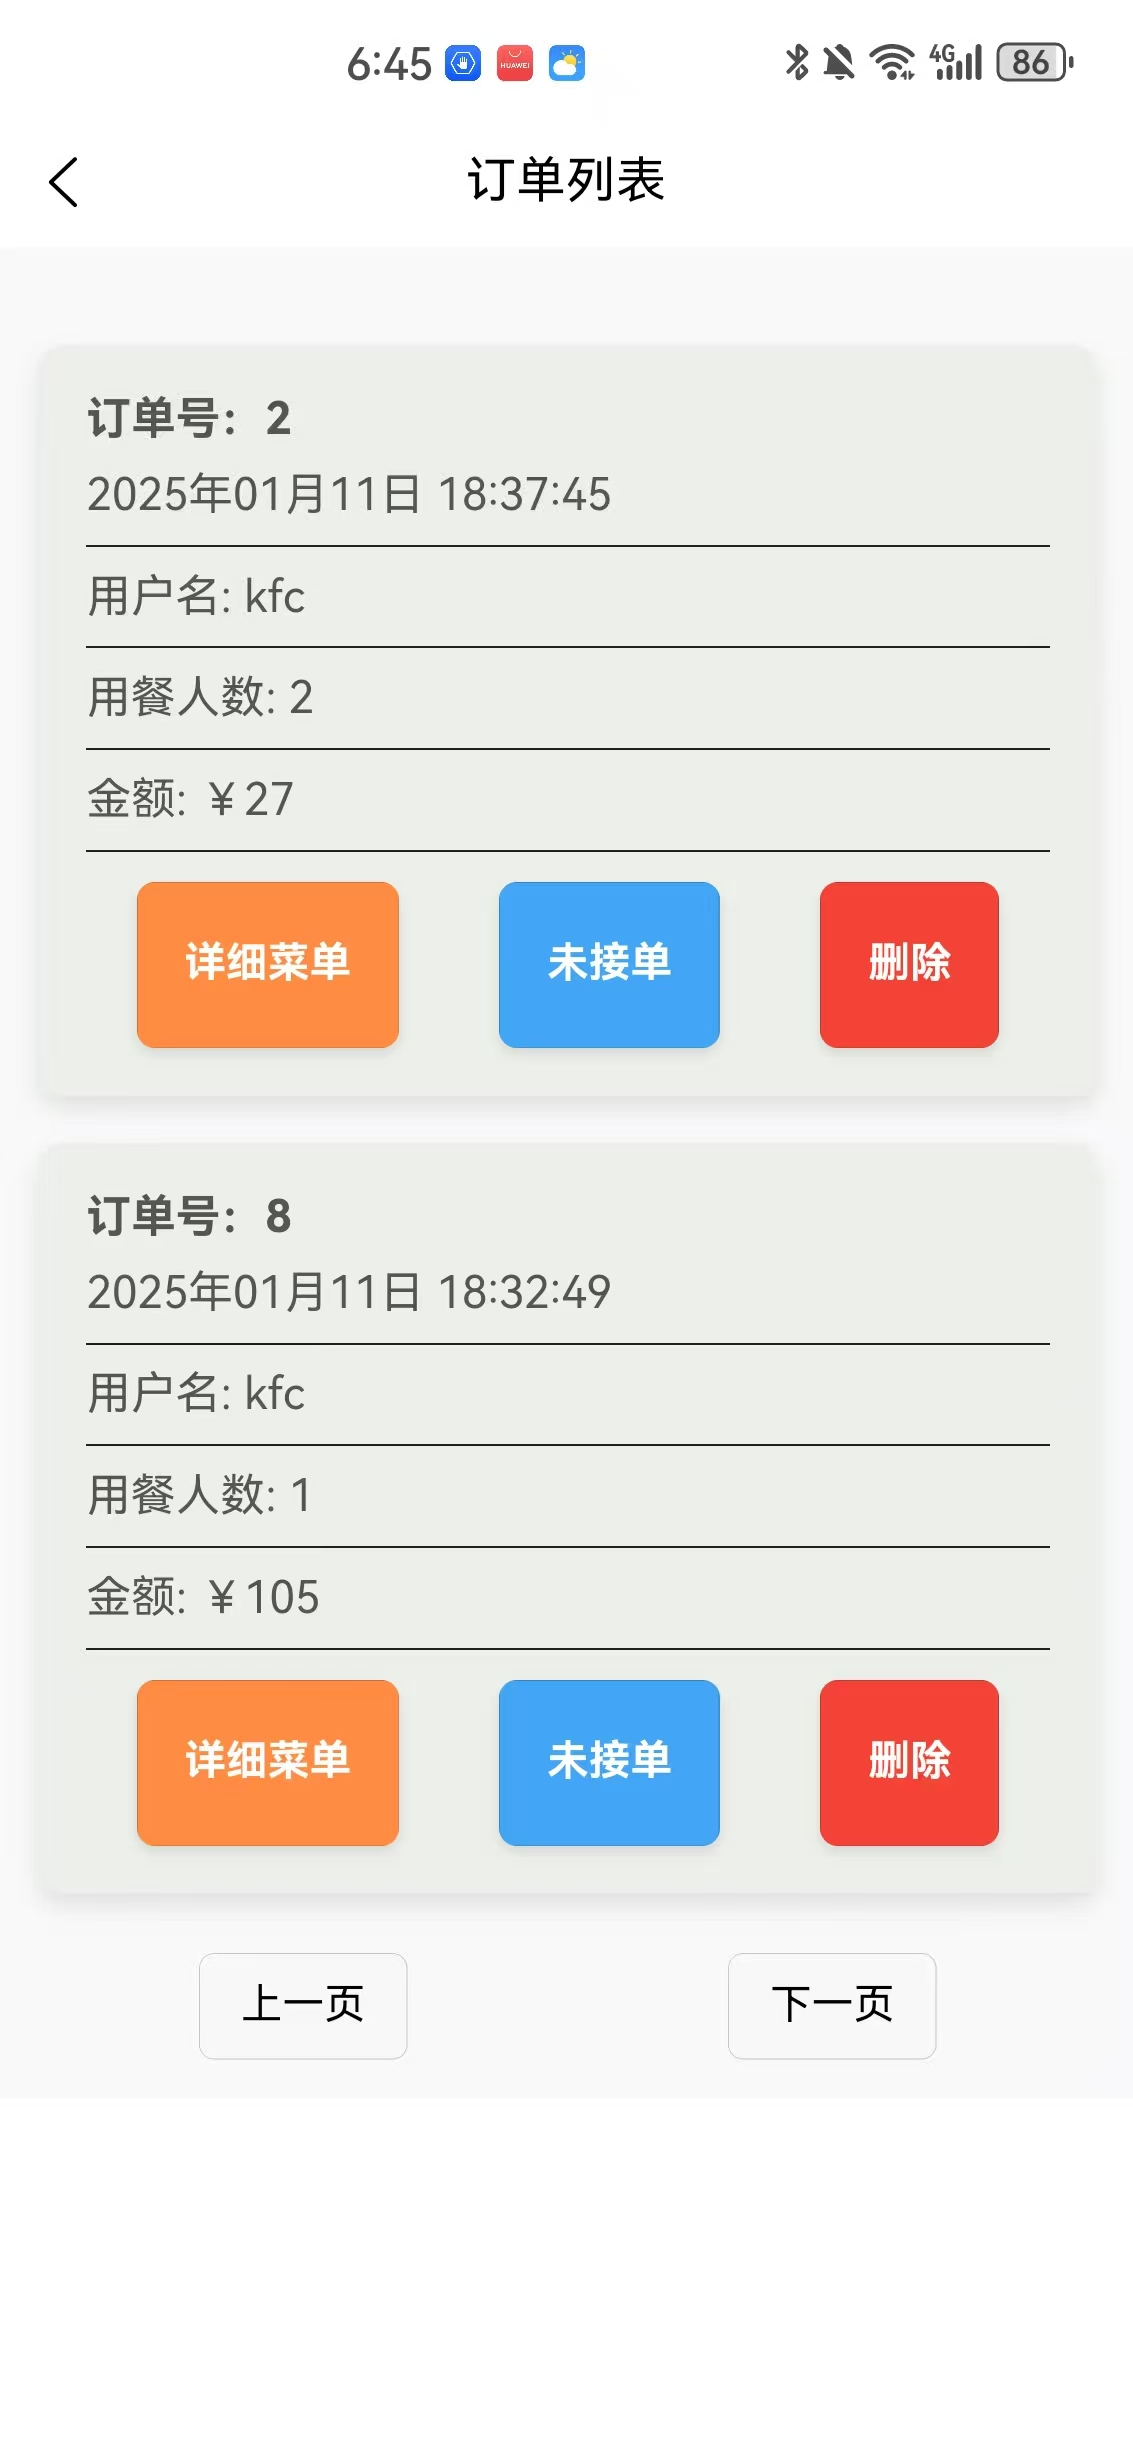 6:45 HUAWEI 4G 86
订单列表
订单号：2
2025年01月11日 18:37:45
用户名: kfc
用餐人数: 2
金额: ￥27
详细菜单 未接单 删除
订单号：8
2025年01月11日 18:32:49
用户名: kfc
用餐人数: 1
金额: ￥105
详细菜单 未接单 删除
上一页 下一页